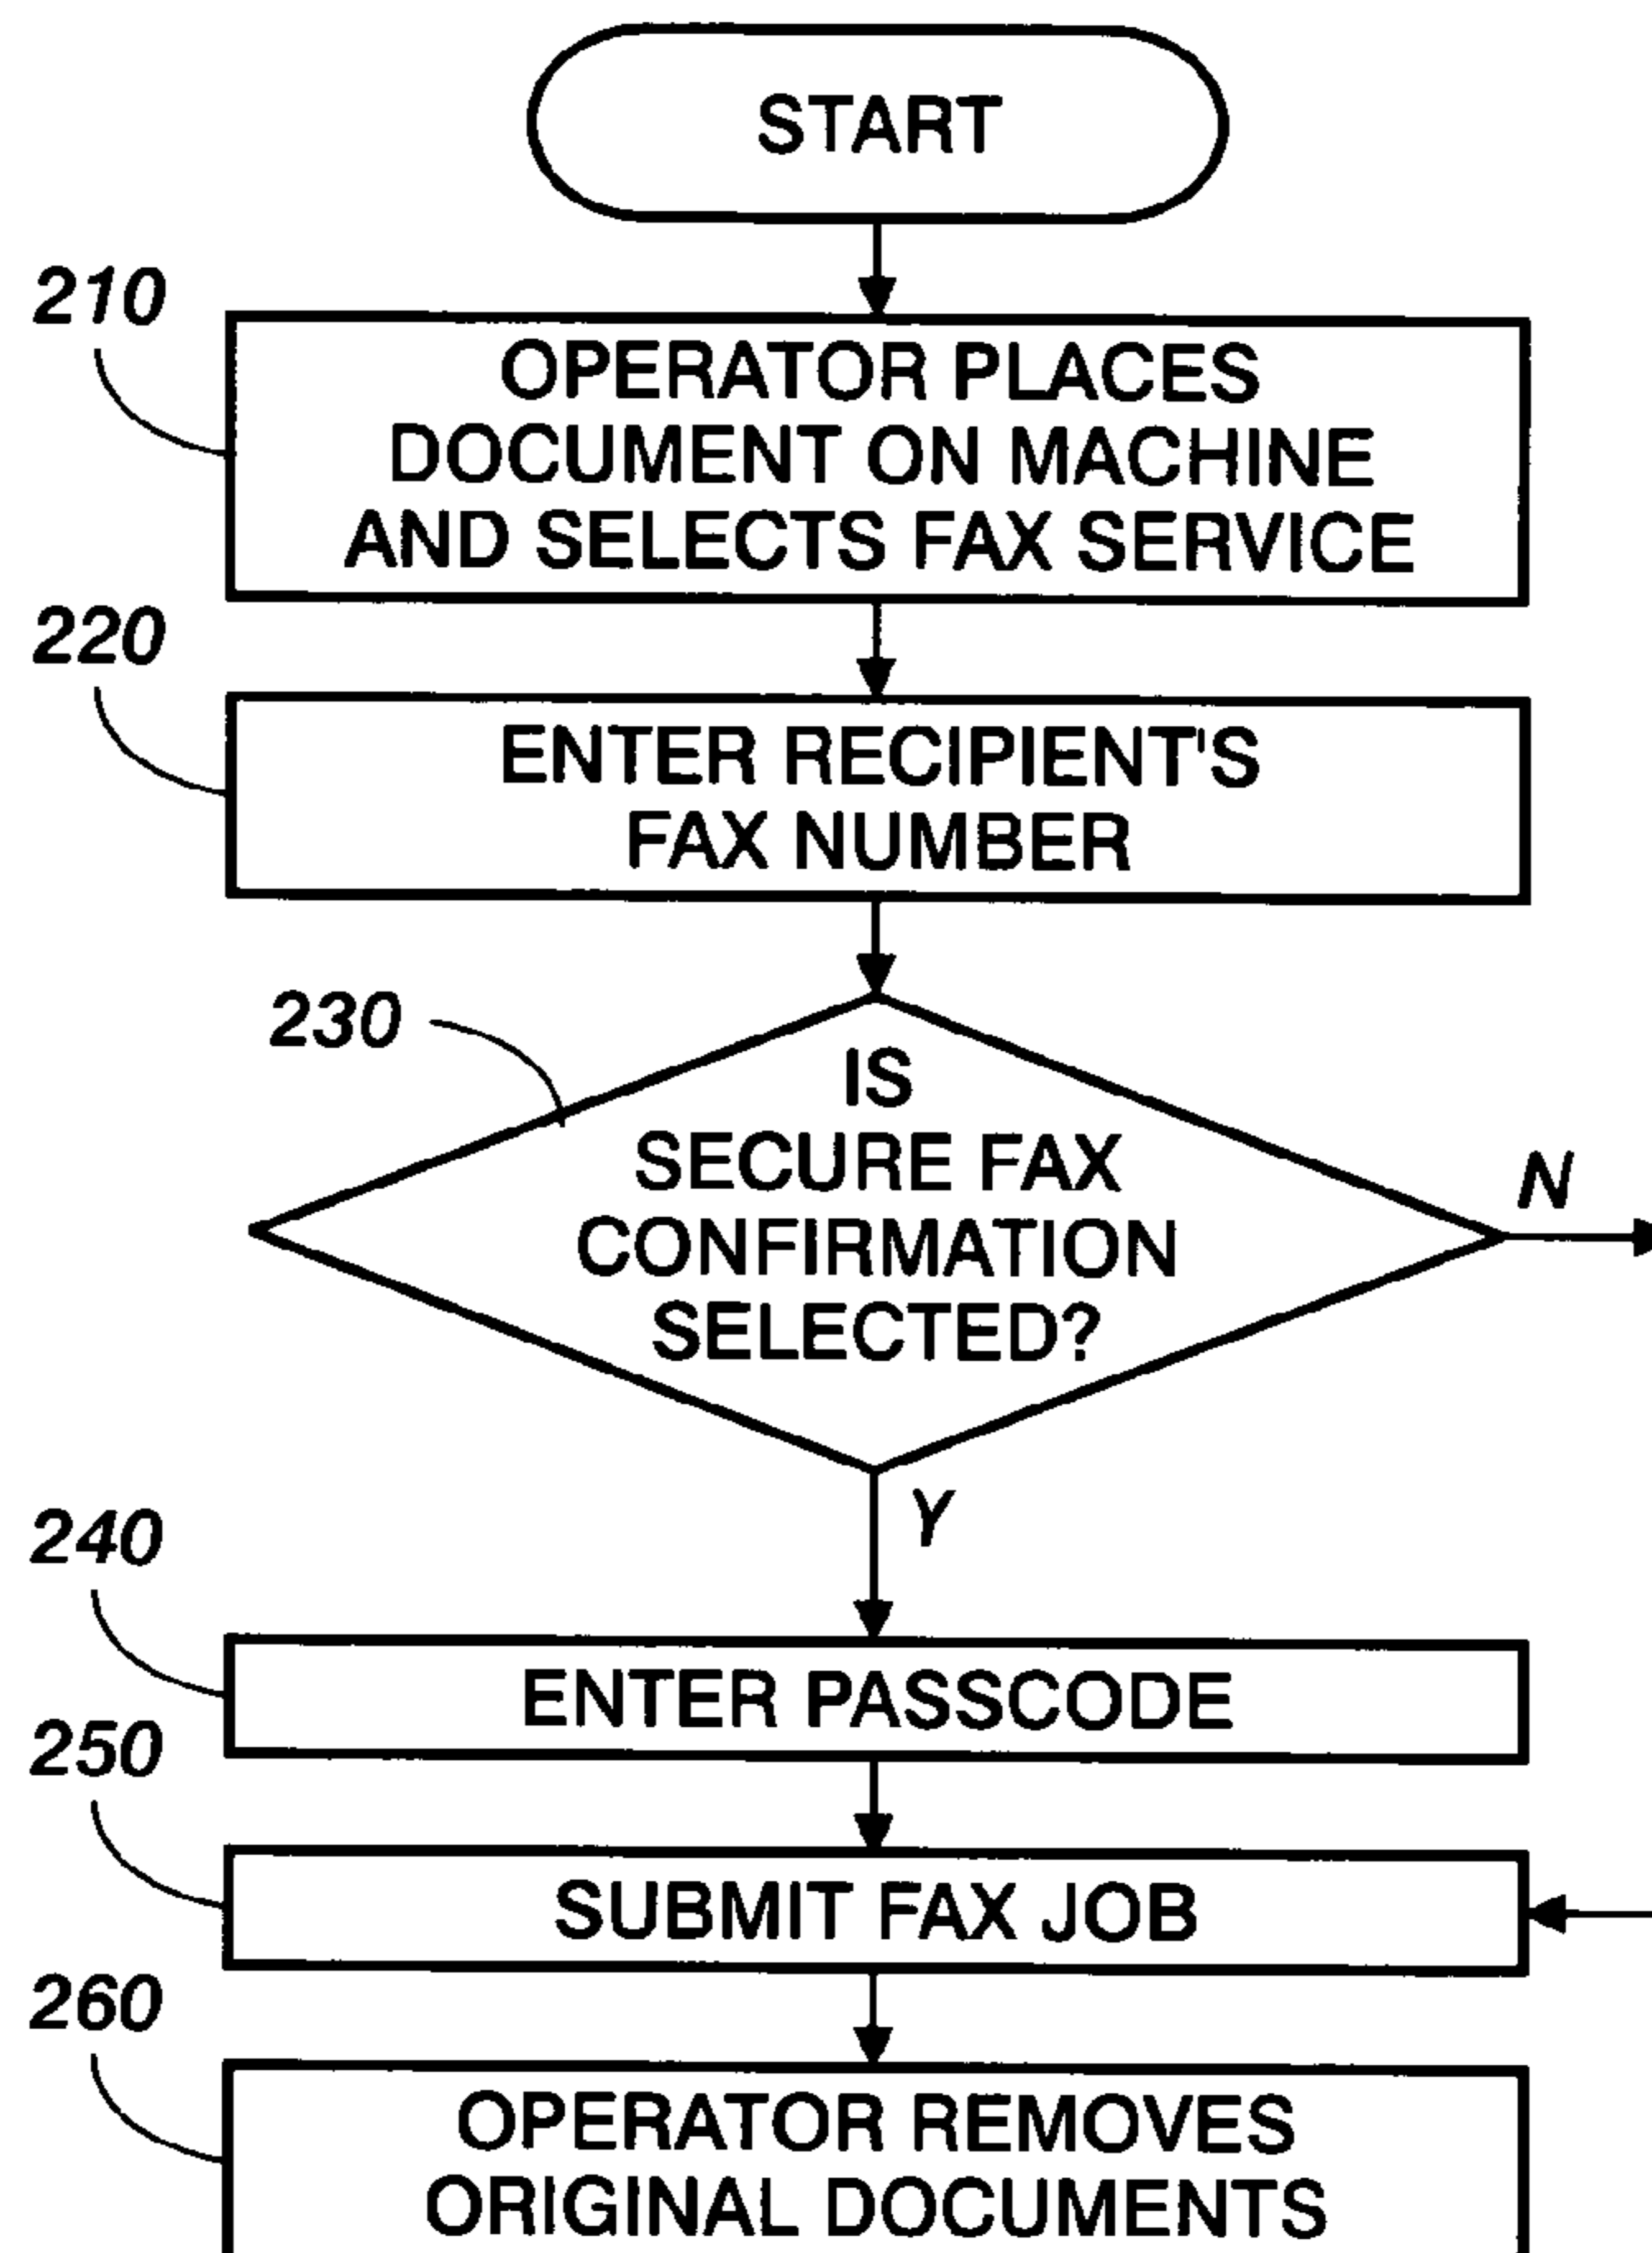 START
210
OPERATOR PLACES
DOCUMENT ON MACHINE
AND SELECTS FAX SERVICE
220
ENTER RECIPIENT'S
FAX NUMBER
230
IS
SECURE FAX
CONFIRMATION
SELECTED?
N
Y
240
ENTER PASSCODE
250
SUBMIT FAX JOB
260
OPERATOR REMOVES
ORIGINAL DOCUMENTS